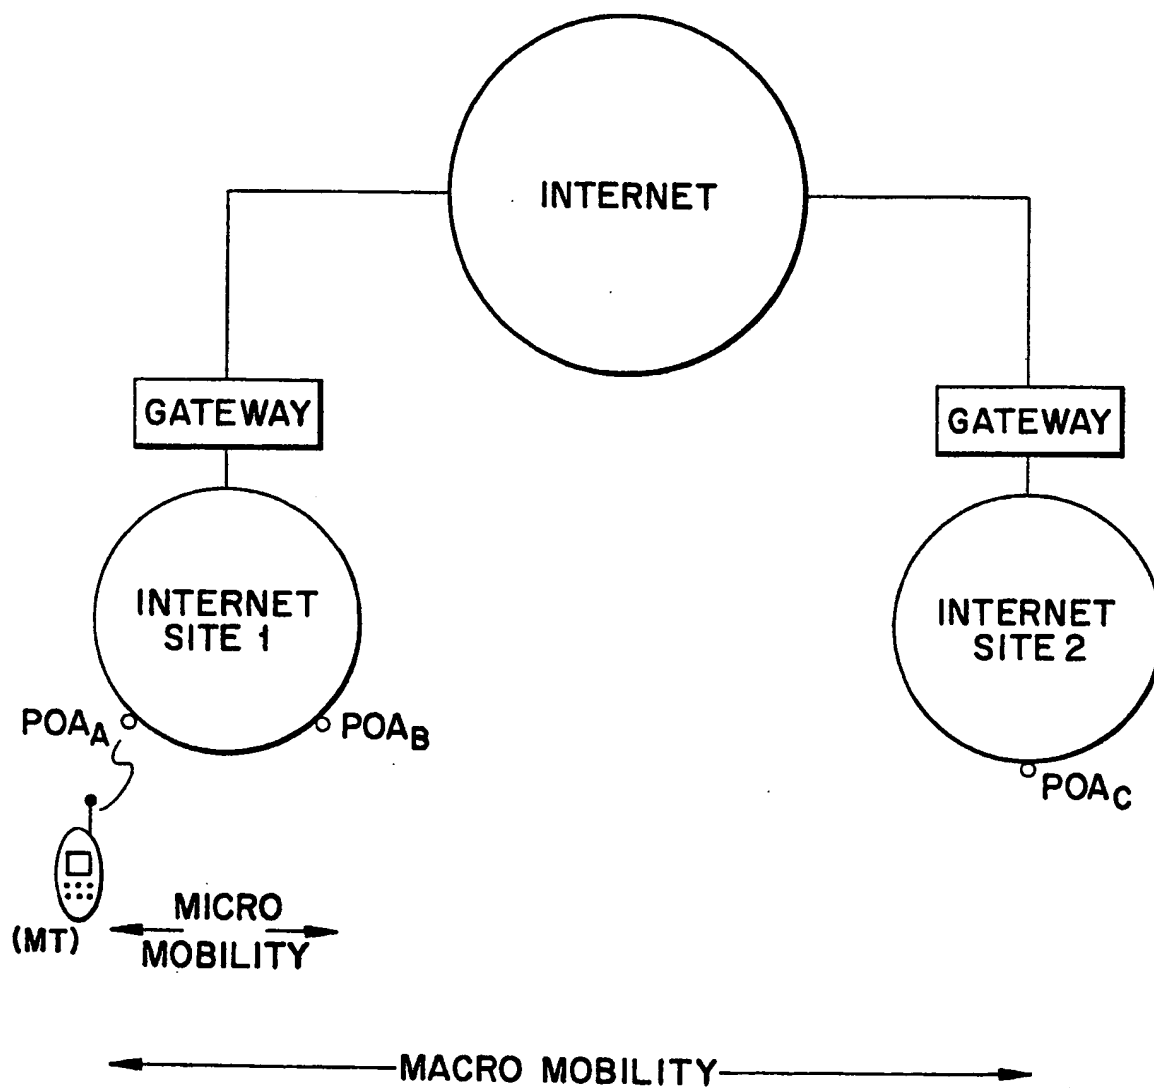 INTERNET
GATEWAY
GATEWAY
INTERNET
SITE 1
INTERNET
SITE 2
POAA
POAB
POAC
(MT)
MICRO
MOBILITY
MACRO MOBILITY